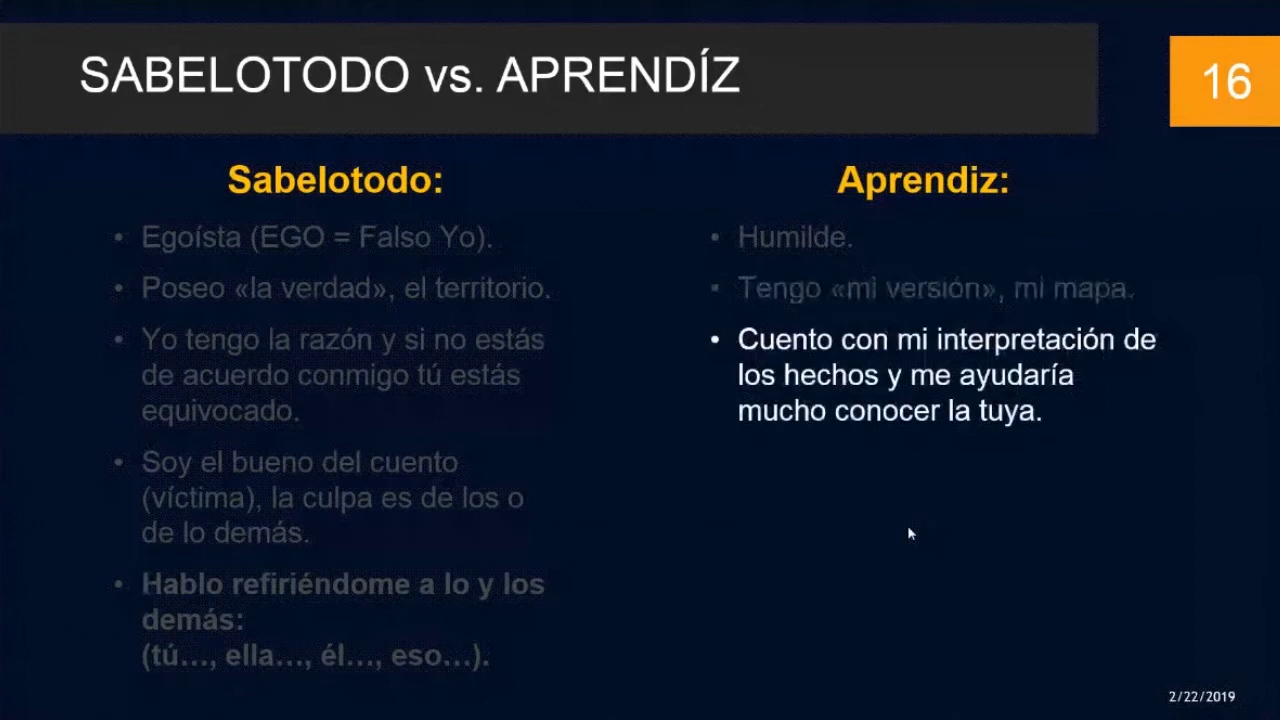 SABELOTODO vs. APRENDÍZ
16
Sabelotodo:
• Egoísta (EGO = Falso Yo).
• Poseo «la verdad», el territorio.
• Yo tengo la razón y si no estás
de acuerdo conmigo tú estás
equivocado.
• Soy el bueno del cuento
(víctima), la culpa es de los o
de lo demás.
• Hablo refiriéndome a lo y los
demás:
(tú…, ella…, él…, eso…).
Aprendiz:
• Humilde.
• Tengo «mi versión», mi mapa.
• Cuento con mi interpretación de
los hechos y me ayudaría
mucho conocer la tuya.
2/22/2019